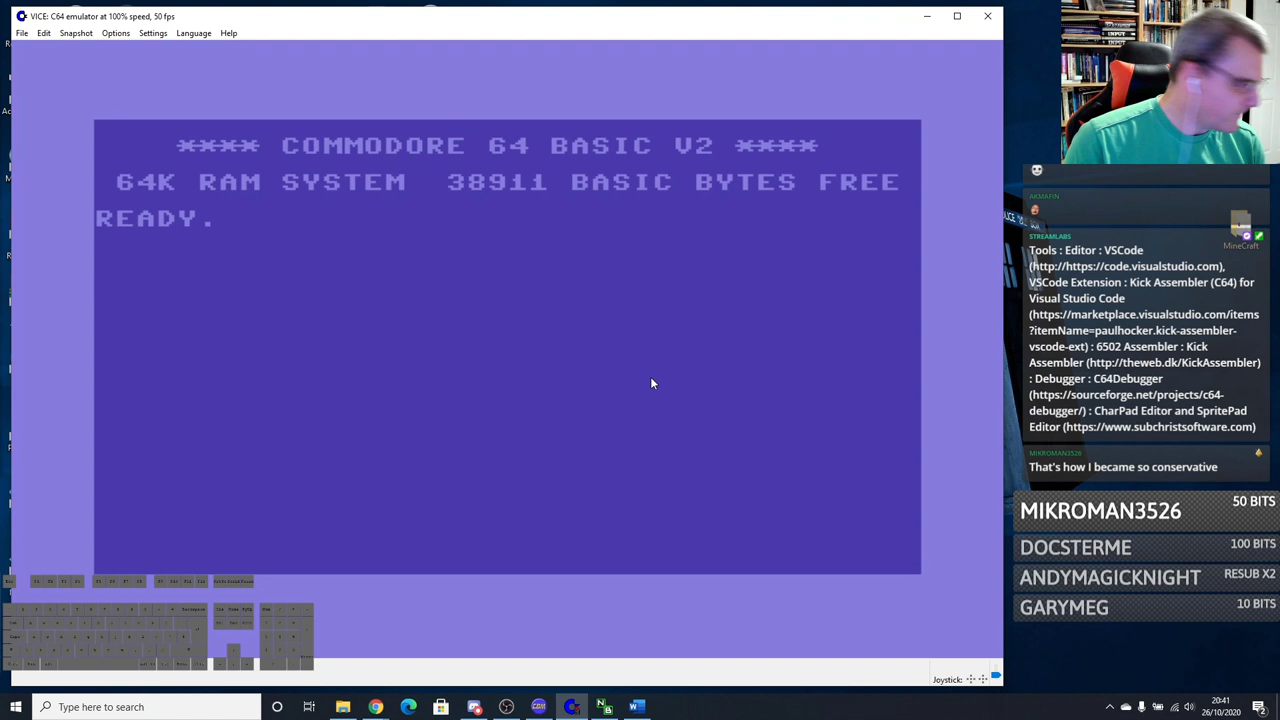 VICE: C64 emulator at 100% speed, 50 fps
File Edit Snapshot Options Settings Language Help
**** COMMODORE 64 BASIC V2 ****
64K RAM SYSTEM 38911 BASIC BYTES FREE
READY.
Joystick:
INPUT
MineCraft
AKMAFIN
STREAMLABS
Tools : Editor : VSCode
(http://https://code.visualstudio.com),
VSCode Extension : Kick Assembler (C64) for
Visual Studio Code
(https://marketplace.visualstudio.com/items
?itemName=paulhocker.kick-assembler-
vscode-ext) : 6502 Assembler : Kick
Assembler (http://theweb.dk/KickAssembler)
: Debugger : C64Debugger
(https://sourceforge.net/projects/c64-
debugger/) : CharPad Editor and SpritePad
Editor (https://www.subchristsoftware.com)
MIKROMAN3526
That's how I became so conservative
MIKROMAN3526 50 BITS
DOCSTERME 100 BITS
ANDYMAGICKNIGHT RESUB X2
GARYMEG 10 BITS
Type here to search
20:41
26/10/2020